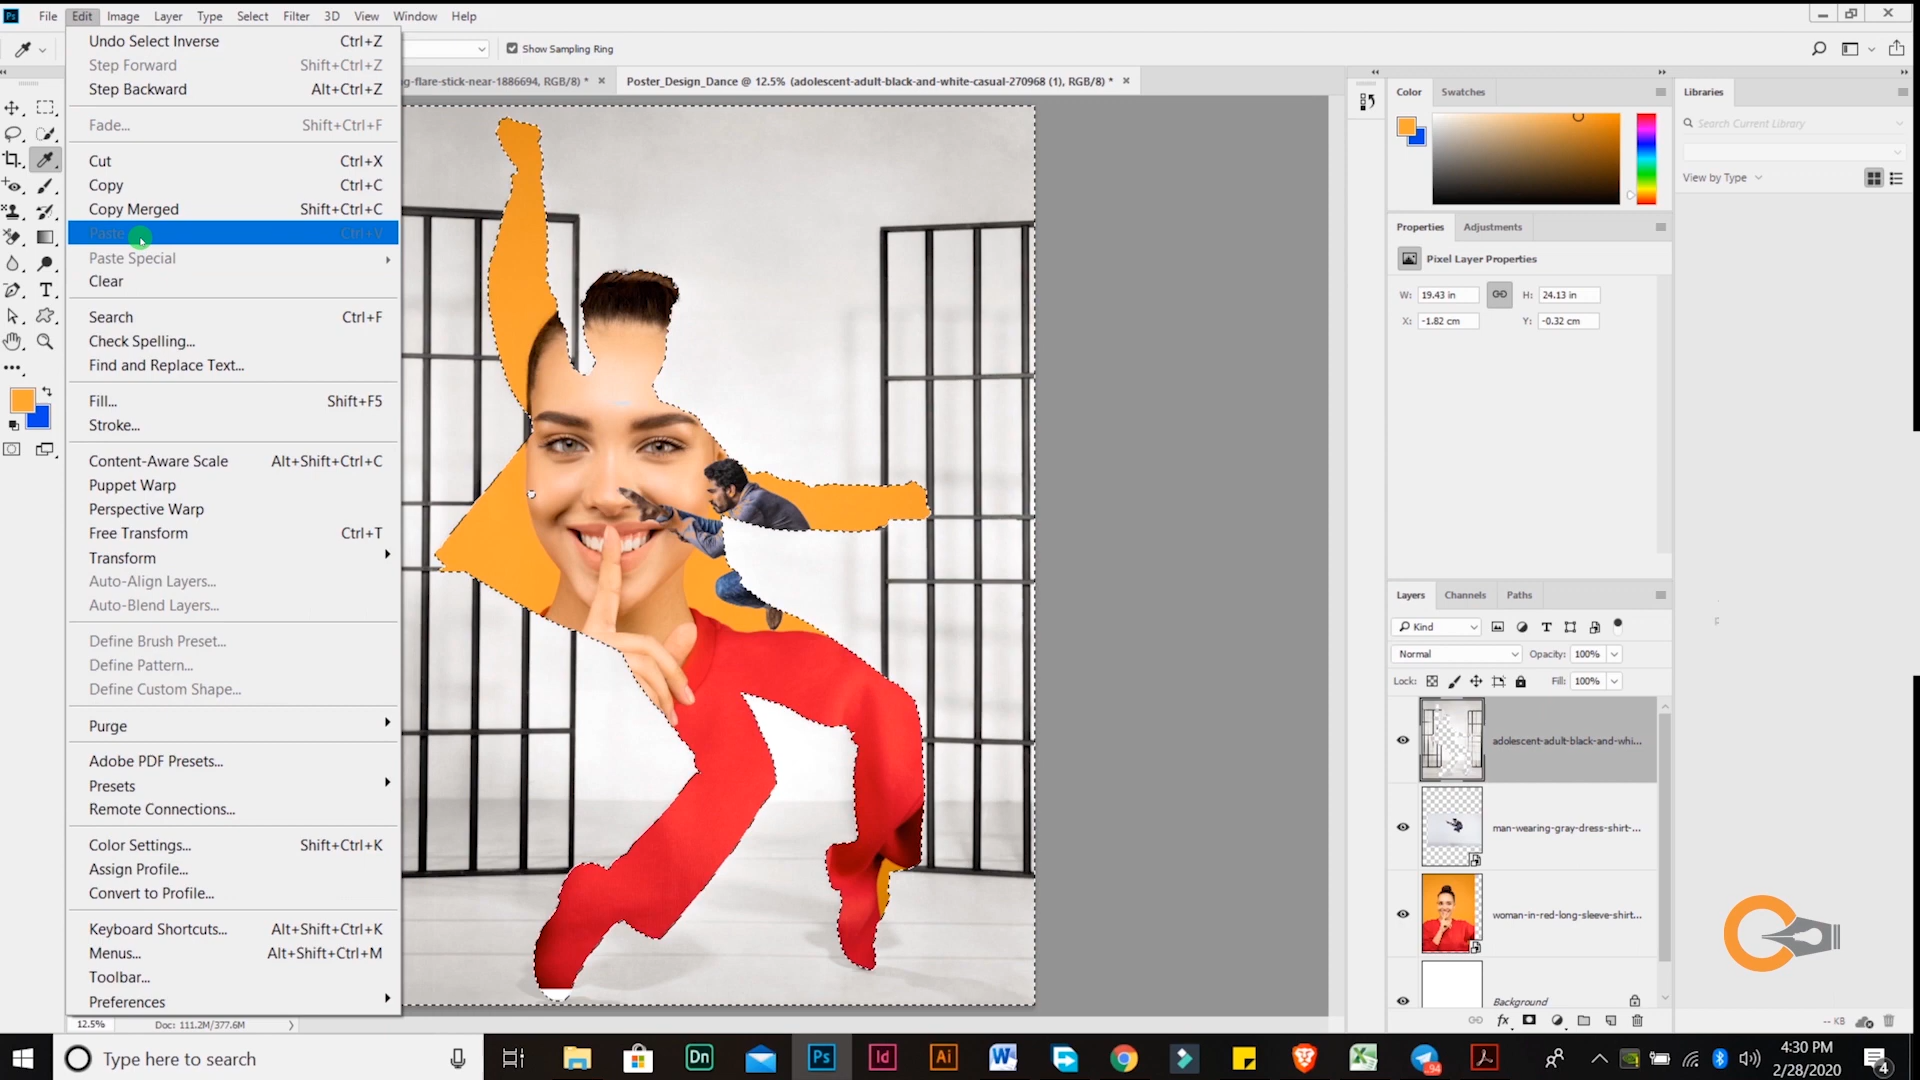 File Edit Image Layer Type Select Filter 3D View Window Help
Show Sampling Ring
ng-flare-stick-near-1886694, RGB/8) *
Poster_Design_Dance @ 12.5% (adolescent-adult-black-and-white-casual-270968 (1), RGB/8) *
Undo Select Inverse Ctrl+Z
Step Forward Shift+Ctrl+Z
Step Backward Alt+Ctrl+Z
Fade... Shift+Ctrl+F
Cut Ctrl+X
Copy Ctrl+C
Copy Merged Shift+Ctrl+C
Paste Ctrl+V
Paste Special
Clear
Search Ctrl+F
Check Spelling...
Find and Replace Text...
Fill... Shift+F5
Stroke...
Content-Aware Scale Alt+Shift+Ctrl+C
Puppet Warp
Perspective Warp
Free Transform Ctrl+T
Transform
Auto-Align Layers...
Auto-Blend Layers...
Define Brush Preset...
Define Pattern...
Define Custom Shape...
Purge
Adobe PDF Presets...
Presets
Remote Connections...
Color Settings... Shift+Ctrl+K
Assign Profile...
Convert to Profile...
Keyboard Shortcuts... Alt+Shift+Ctrl+K
Menus... Alt+Shift+Ctrl+M
Toolbar...
Preferences
12.5% Doc: 111.2M/377.6M
Color Swatches
Properties Adjustments
Pixel Layer Properties
W: 19.43 in H: 24.13 in
X: -1.82 cm Y: -0.32 cm
Layers Channels Paths
Kind
Normal Opacity: 100%
Lock: Fill: 100%
adolescent-adult-black-and-whi...
man-wearing-gray-dress-shirt-...
woman-in-red-long-sleeve-shirt...
Background
Libraries
Search Current Library
View by Type
-- KB
Type here to search
Dn
Ps
Id
Ai
W
94
4:30 PM
2/28/2020
4